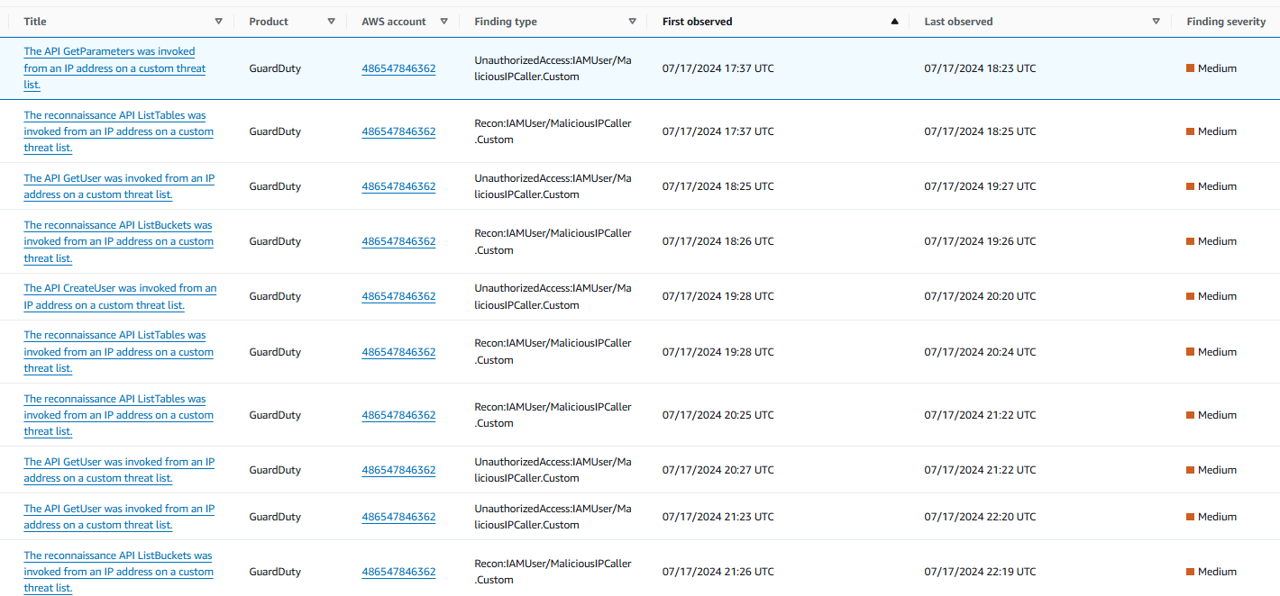 Title Product AWS account Finding type First observed Last observed Finding severity
The API GetParameters was invoked
from an IP address on a custom threat
list.
GuardDuty
486547846362
UnauthorizedAccess:IAMUser/Ma
liciousIPCaller.Custom
07/17/2024 17:37 UTC
07/17/2024 18:23 UTC
Medium
The reconnaissance API ListTables was
invoked from an IP address on a custom
threat list.
GuardDuty
486547846362
Recon:IAMUser/MaliciousIPCaller
.Custom
07/17/2024 17:37 UTC
07/17/2024 18:25 UTC
Medium
The API GetUser was invoked from an IP
address on a custom threat list.
GuardDuty
486547846362
UnauthorizedAccess:IAMUser/Ma
liciousIPCaller.Custom
07/17/2024 18:25 UTC
07/17/2024 19:27 UTC
Medium
The reconnaissance API ListBuckets was
invoked from an IP address on a custom
threat list.
GuardDuty
486547846362
Recon:IAMUser/MaliciousIPCaller
.Custom
07/17/2024 18:26 UTC
07/17/2024 19:26 UTC
Medium
The API CreateUser was invoked from an
IP address on a custom threat list.
GuardDuty
486547846362
UnauthorizedAccess:IAMUser/Ma
liciousIPCaller.Custom
07/17/2024 19:28 UTC
07/17/2024 20:20 UTC
Medium
The reconnaissance API ListTables was
invoked from an IP address on a custom
threat list.
GuardDuty
486547846362
Recon:IAMUser/MaliciousIPCaller
.Custom
07/17/2024 19:28 UTC
07/17/2024 20:24 UTC
Medium
The reconnaissance API ListTables was
invoked from an IP address on a custom
threat list.
GuardDuty
486547846362
Recon:IAMUser/MaliciousIPCaller
.Custom
07/17/2024 20:25 UTC
07/17/2024 21:22 UTC
Medium
The API GetUser was invoked from an IP
address on a custom threat list.
GuardDuty
486547846362
UnauthorizedAccess:IAMUser/Ma
liciousIPCaller.Custom
07/17/2024 20:27 UTC
07/17/2024 21:22 UTC
Medium
The API GetUser was invoked from an IP
address on a custom threat list.
GuardDuty
486547846362
UnauthorizedAccess:IAMUser/Ma
liciousIPCaller.Custom
07/17/2024 21:23 UTC
07/17/2024 22:20 UTC
Medium
The reconnaissance API ListBuckets was
invoked from an IP address on a custom
threat list.
GuardDuty
486547846362
Recon:IAMUser/MaliciousIPCaller
.Custom
07/17/2024 21:26 UTC
07/17/2024 22:19 UTC
Medium